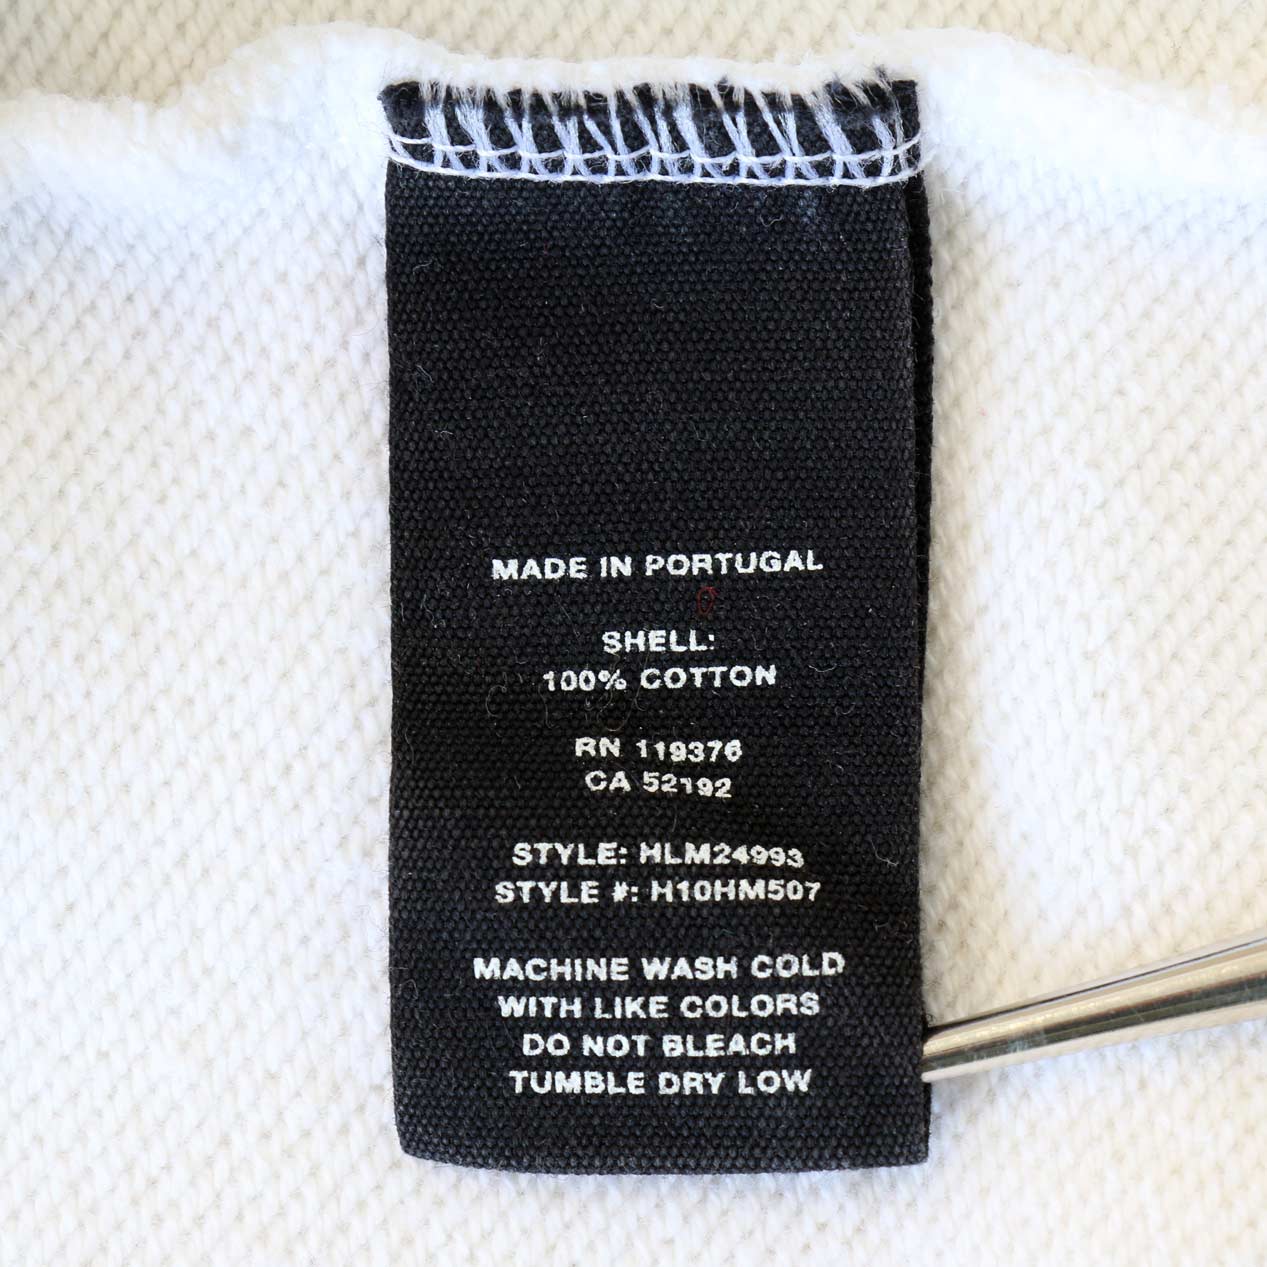 MADE IN PORTUGAL
SHELL:
100% COTTON
RN 119376
CA 52192
STYLE: HLM24993
STYLE #: H10HM507
MACHINE WASH COLD
WITH LIKE COLORS
DO NOT BLEACH
TUMBLE DRY LOW